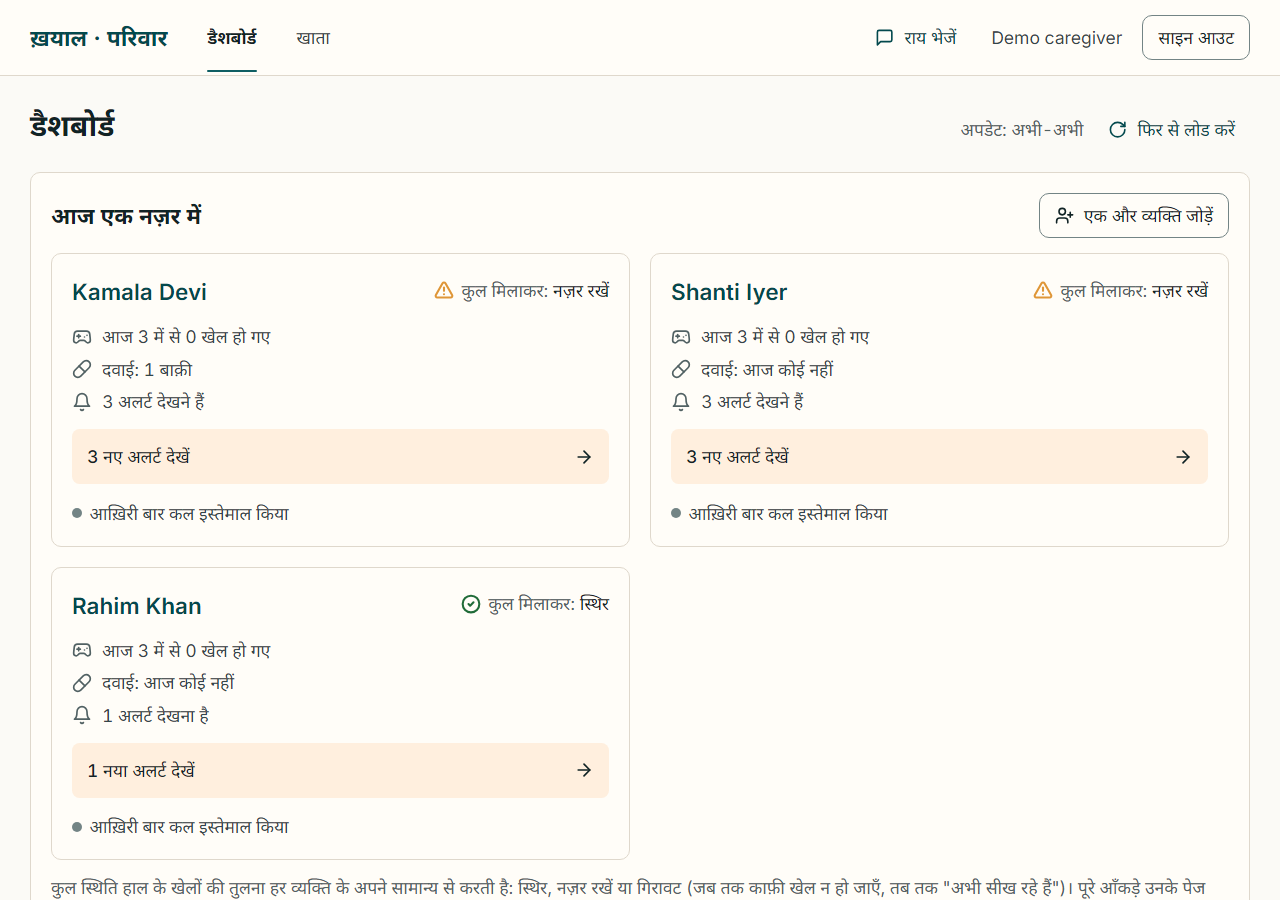 ख़याल · परिवार
डैशबोर्ड
खाता
राय भेजें
Demo caregiver
साइन आउट
डैशबोर्ड
अपडेट: अभी-अभी
फिर से लोड करें
आज एक नज़र में
एक और व्यक्ति जोड़ें
Kamala Devi
कुल मिलाकर: नज़र रखें
आज 3 में से 0 खेल हो गए
दवाई: 1 बाक़ी
3 अलर्ट देखने हैं
3 नए अलर्ट देखें
आख़िरी बार कल इस्तेमाल किया
Shanti Iyer
कुल मिलाकर: नज़र रखें
आज 3 में से 0 खेल हो गए
दवाई: आज कोई नहीं
3 अलर्ट देखने हैं
3 नए अलर्ट देखें
आख़िरी बार कल इस्तेमाल किया
Rahim Khan
कुल मिलाकर: स्थिर
आज 3 में से 0 खेल हो गए
दवाई: आज कोई नहीं
1 अलर्ट देखना है
1 नया अलर्ट देखें
आख़िरी बार कल इस्तेमाल किया
कुल स्थिति हाल के खेलों की तुलना हर व्यक्ति के अपने सामान्य से करती है: स्थिर, नज़र रखें या गिरावट (जब तक काफ़ी खेल न हो जाएँ, तब तक "अभी सीख रहे हैं")। पूरे आँकड़े उनके पेज